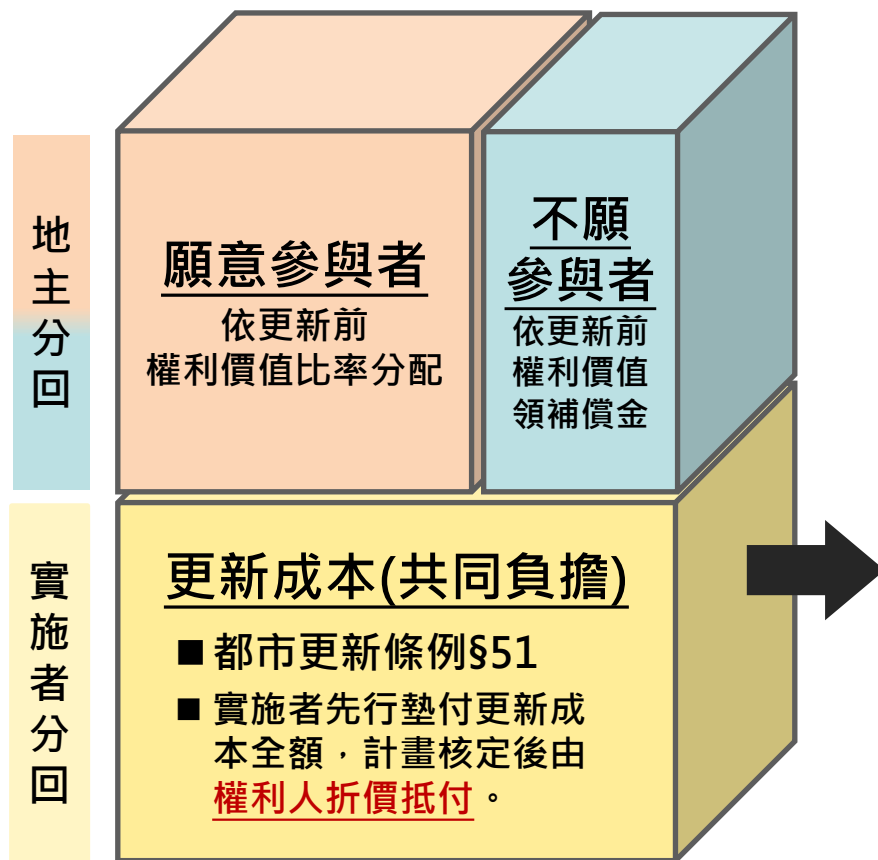 地主分回
願意參與者
依更新前
權利價值比率分配
不願
參與者
依更新前
權利價值
領補償金
實施者分回
更新成本(共同負擔)
■ 都市更新條例§51
■ 實施者先行墊付更新成
本全額，計畫核定後由
權利人折價抵付。